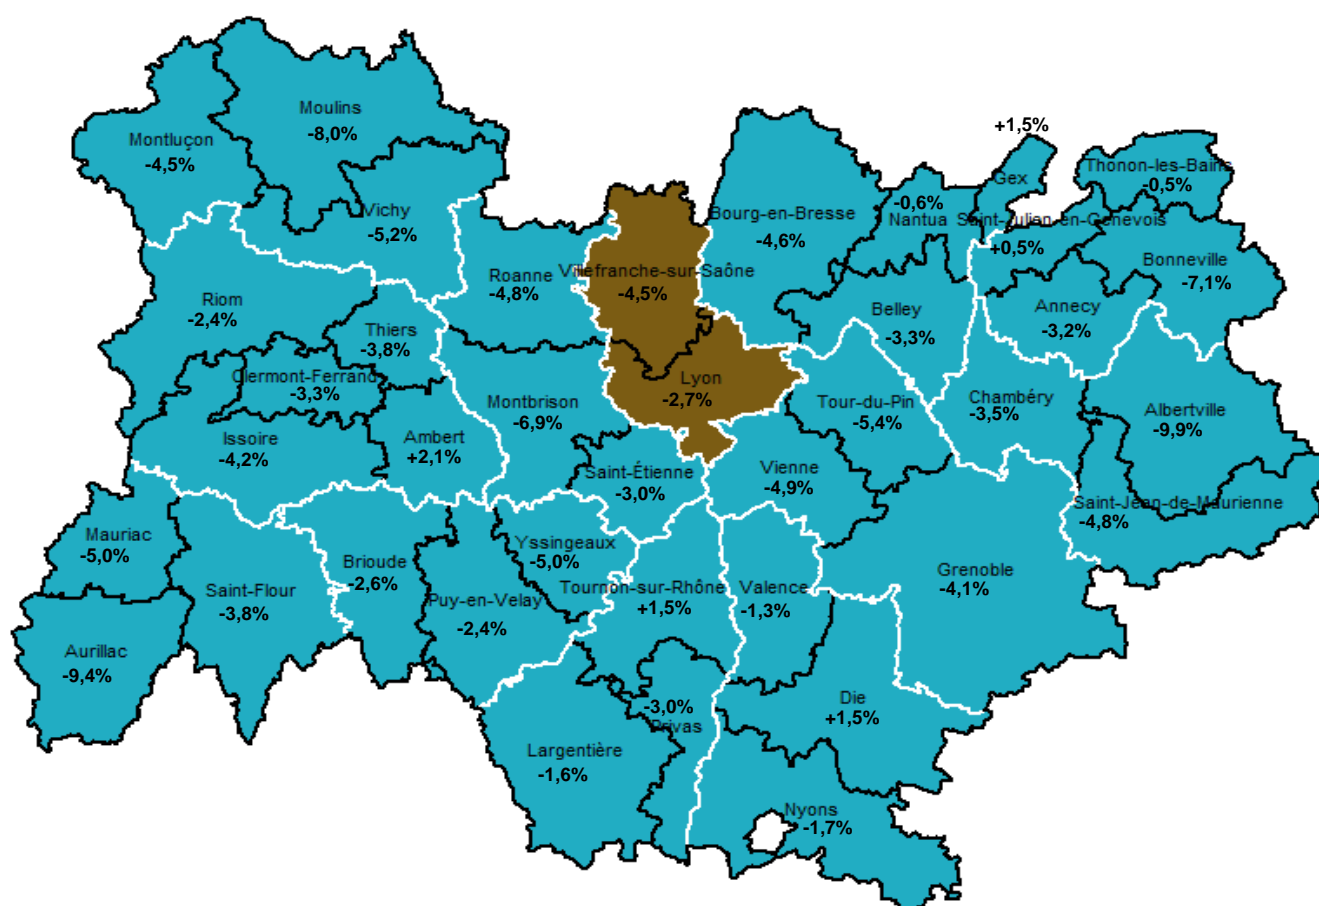 Moulins
-8,0%
Montluçon
-4,5%
+1,5%
Thonon-les-Bains
-0,5%
Gex
-0,6%
Nantua
Saint-Julien-en-Genevois
+0,5%
Vichy
-5,2%
Bourg-en-Bresse
-4,6%
Bonneville
-7,1%
Roanne
-4,8%
Villefranche-sur-Saône
-4,5%
Riom
-2,4%
Belley
-3,3%
Annecy
-3,2%
Thiers
-3,8%
Clermont-Ferrand
-3,3%
Lyon
-2,7%
Montbrison
-6,9%
Tour-du-Pin
-5,4%
Chambéry
-3,5%
Albertville
-9,9%
Issoire
-4,2%
Ambert
+2,1%
Saint-Étienne
-3,0%
Vienne
-4,9%
Saint-Jean-de-Maurienne
-4,8%
Mauriac
-5,0%
Brioude
-2,6%
Yssingeaux
-5,0%
Saint-Flour
-3,8%
Puy-en-Velay
-2,4%
Tournon-sur-Rhône
+1,5%
Valence
-1,3%
Grenoble
-4,1%
Aurillac
-9,4%
-3,0%
Privas
Die
+1,5%
Largentière
-1,6%
Nyons
-1,7%